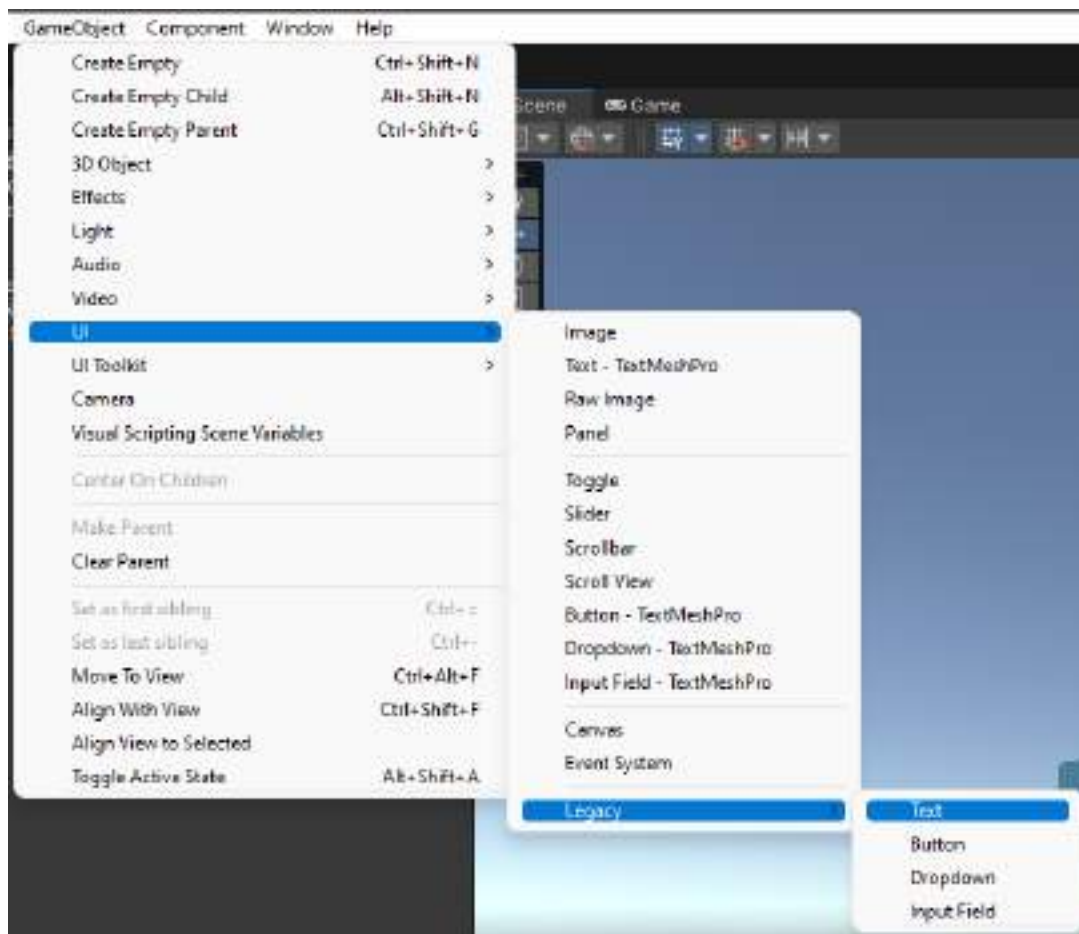 GameObject Component Window Help
Create Empty Ctrl+Shift+N
Create Empty Child Alt+Shift+N
Create Empty Parent Ctrl+Shift+G
3D Object
Effects
Light
Audio
Video
UI
UI Toolkit
Camera
Visual Scripting Scene Variables
Center On Children
Make Parent
Clear Parent
Set as first sibling Ctrl+=
Set as last sibling Ctrl+-
Move To View Ctrl+Alt+F
Align With View Ctrl+Shift+F
Align View to Selected
Toggle Active State Alt+Shift+A
Scene Game
Image
Text - TextMeshPro
Raw Image
Panel
Toggle
Slider
Scrollbar
Scroll View
Button - TextMeshPro
Dropdown - TextMeshPro
Input Field - TextMeshPro
Canvas
Event System
Legacy
Text
Button
Dropdown
Input Field